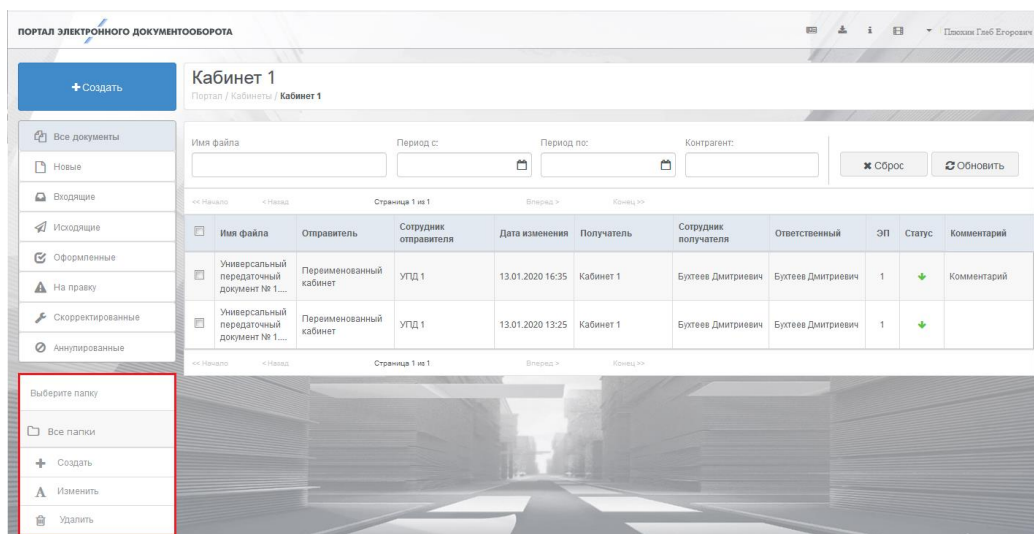 ПОРТАЛ ЭЛЕКТРОННОГО ДОКУМЕНТООБОРОТА
Плюхин Глеб Егорович
Создать
Кабинет 1
Портал / Кабинеты / Кабинет 1
Все документы
Новые
Входящие
Исходящие
Оформленные
На правку
Скорректированные
Аннулированные
Имя файла Период с: Период по: Контрагент:
Сброс Обновить
<< Начало < Назад Страница 1 из 1 Вперед > Конец >>
Имя файла Отправитель Сотрудник отправителя Дата изменения Получатель Сотрудник получателя Ответственный ЭП Статус Комментарий
Универсальный передаточный документ № 1.... Переименованный кабинет УПД 1 13.01.2020 16:35 Кабинет 1 Бухтеев Дмитриевич Бухтеев Дмитриевич 1 Комментарий
Универсальный передаточный документ № 1.... Переименованный кабинет УПД 1 13.01.2020 13:25 Кабинет 1 Бухтеев Дмитриевич Бухтеев Дмитриевич 1
<< Начало < Назад Страница 1 из 1 Вперед > Конец >>
Выберите папку
Все папки
Создать
Изменить
Удалить